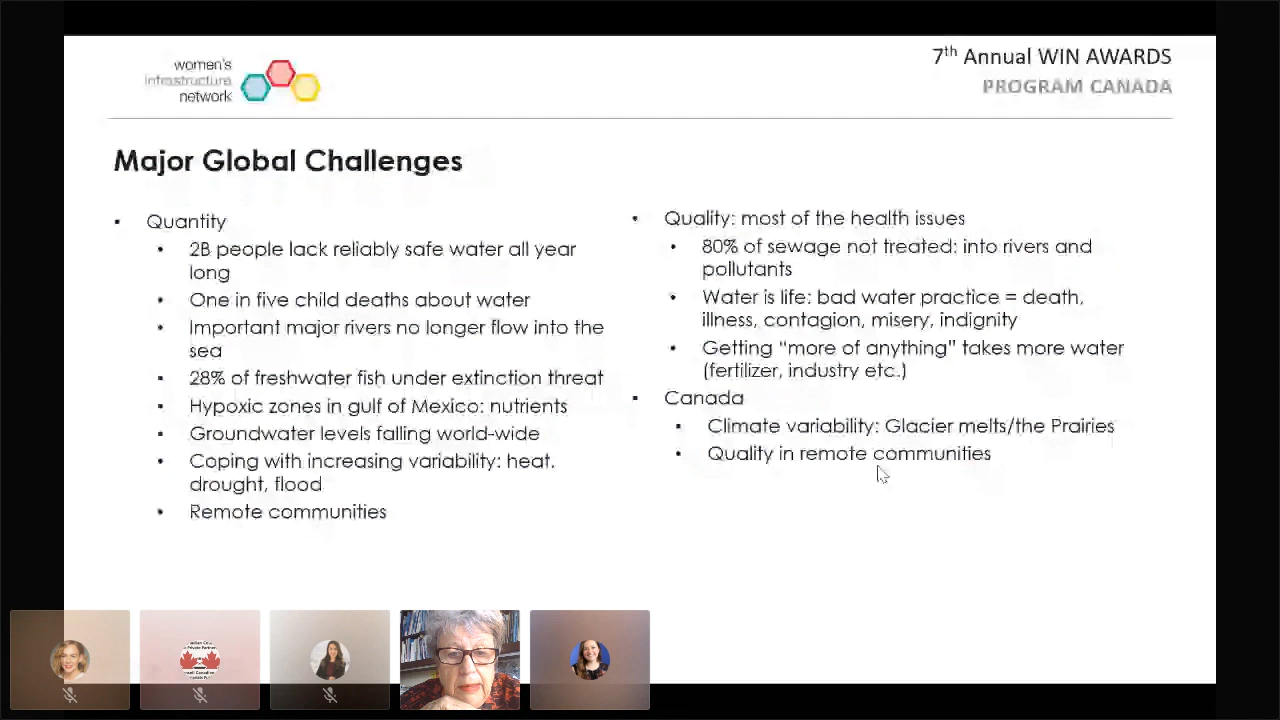 women's
infrastructure
network
7th Annual WIN AWARDS
PROGRAM CANADA
Major Global Challenges
▪ Quantity
▪ 2B people lack reliably safe water all year
long
▪ One in five child deaths about water
▪ Important major rivers no longer flow into the
sea
▪ 28% of freshwater fish under extinction threat
▪ Hypoxic zones in gulf of Mexico: nutrients
▪ Groundwater levels falling world-wide
▪ Coping with increasing variability: heat.
drought, flood
▪ Remote communities
• Quality: most of the health issues
• 80% of sewage not treated: into rivers and
pollutants
• Water is life: bad water practice = death,
illness, contagion, misery, indignity
• Getting “more of anything” takes more water
(fertilizer, industry etc.)
• Canada
▪ Climate variability: Glacier melts/the Prairies
▪ Quality in remote communities